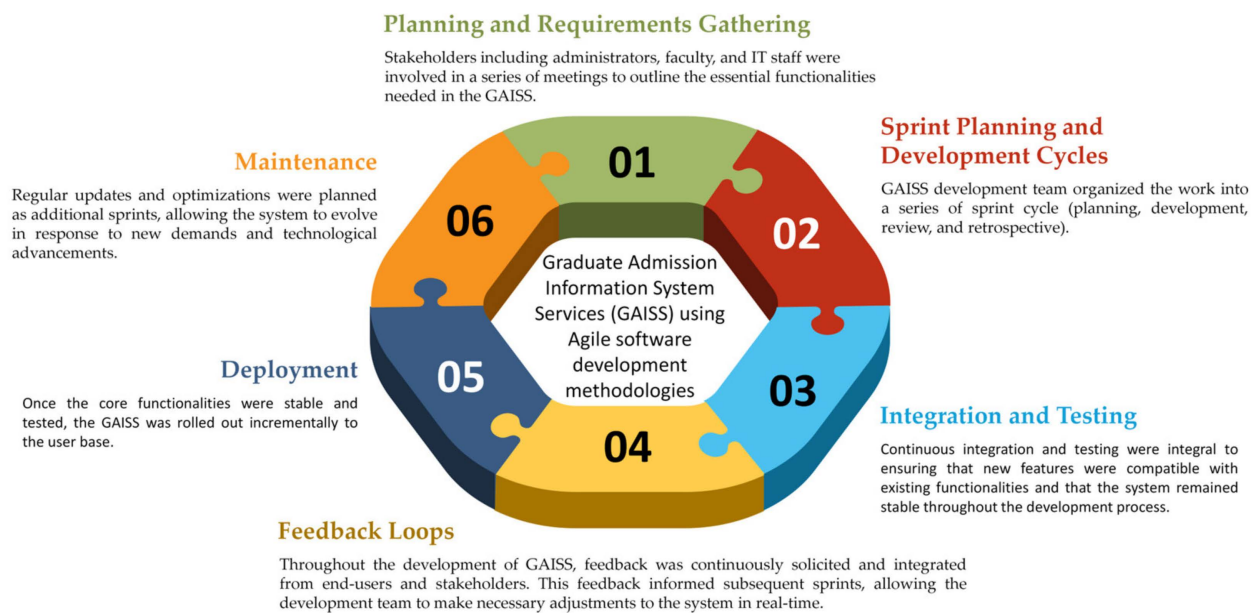 Planning and Requirements Gathering
Stakeholders including administrators, faculty, and IT staff were
involved in a series of meetings to outline the essential functionalities
needed in the GAISS.
01
Sprint Planning and
Development Cycles
GAISS development team organized the work into
a series of sprint cycle (planning, development,
review, and retrospective).
02
Integration and Testing
Continuous integration and testing were integral to
ensuring that new features were compatible with
existing functionalities and that the system remained
stable throughout the development process.
03
Feedback Loops
Throughout the development of GAISS, feedback was continuously solicited and integrated
from end-users and stakeholders. This feedback informed subsequent sprints, allowing the
development team to make necessary adjustments to the system in real-time.
04
Deployment
Once the core functionalities were stable and
tested, the GAISS was rolled out incrementally to
the user base.
05
Maintenance
Regular updates and optimizations were planned
as additional sprints, allowing the system to evolve
in response to new demands and technological
advancements.
06
Graduate Admission
Information System
Services (GAISS) using
Agile software
development
methodologies